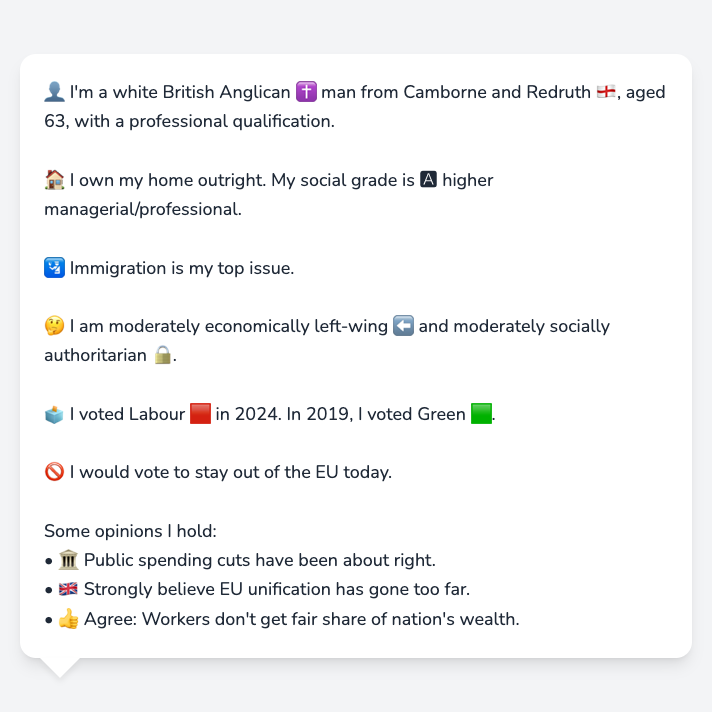 👤 I'm a white British Anglican ✝️ man from Camborne and Redruth 🏴󠁧󠁢󠁥󠁮󠁧󠁿, aged
63, with a professional qualification.
🏠 I own my home outright. My social grade is 🅰 higher
managerial/professional.
🛂 Immigration is my top issue.
🤔 I am moderately economically left-wing ⬅️ and moderately socially
authoritarian 🔒.
🗳️ I voted Labour 🟥 in 2024. In 2019, I voted Green 🟩.
🚫 I would vote to stay out of the EU today.
Some opinions I hold:
• 🏛️ Public spending cuts have been about right.
• 🇬🇧 Strongly believe EU unification has gone too far.
• 👍 Agree: Workers don't get fair share of nation's wealth.